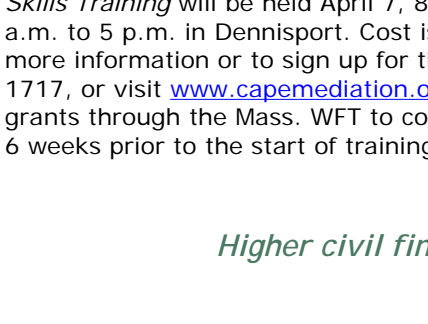 Skills Training will be held April 7, 8
a.m. to 5 p.m. in Dennisport. Cost is
more information or to sign up for t
1717, or visit www.capemediation.o
grants through the Mass. WFT to co
6 weeks prior to the start of training
Higher civil fin